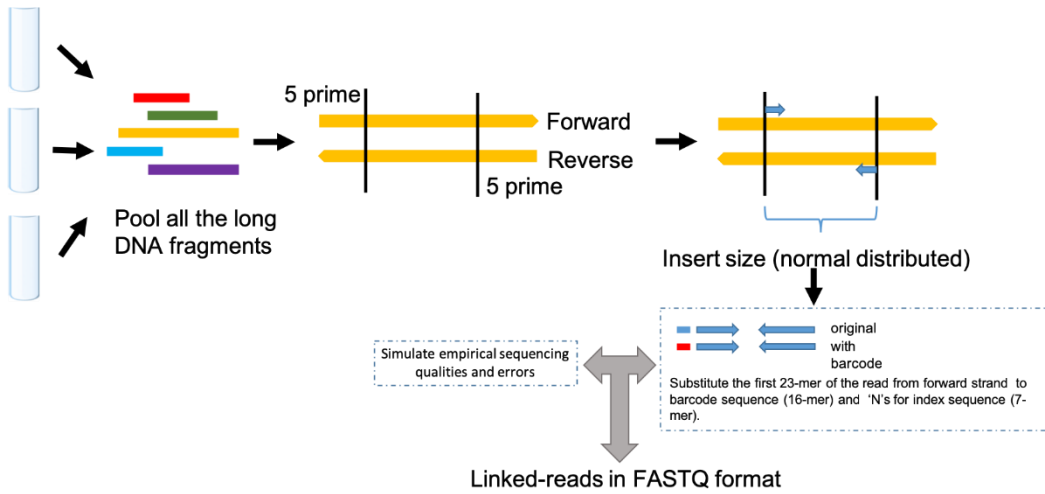 5 prime
Forward
Reverse
5 prime
Pool all the long
DNA fragments
Insert size (normal distributed)
original
with
barcode
Substitute the first 23-mer of the read from forward strand to
barcode sequence (16-mer) and 'N's for index sequence (7-
mer).
Simulate empirical sequencing
qualities and errors
Linked-reads in FASTQ format